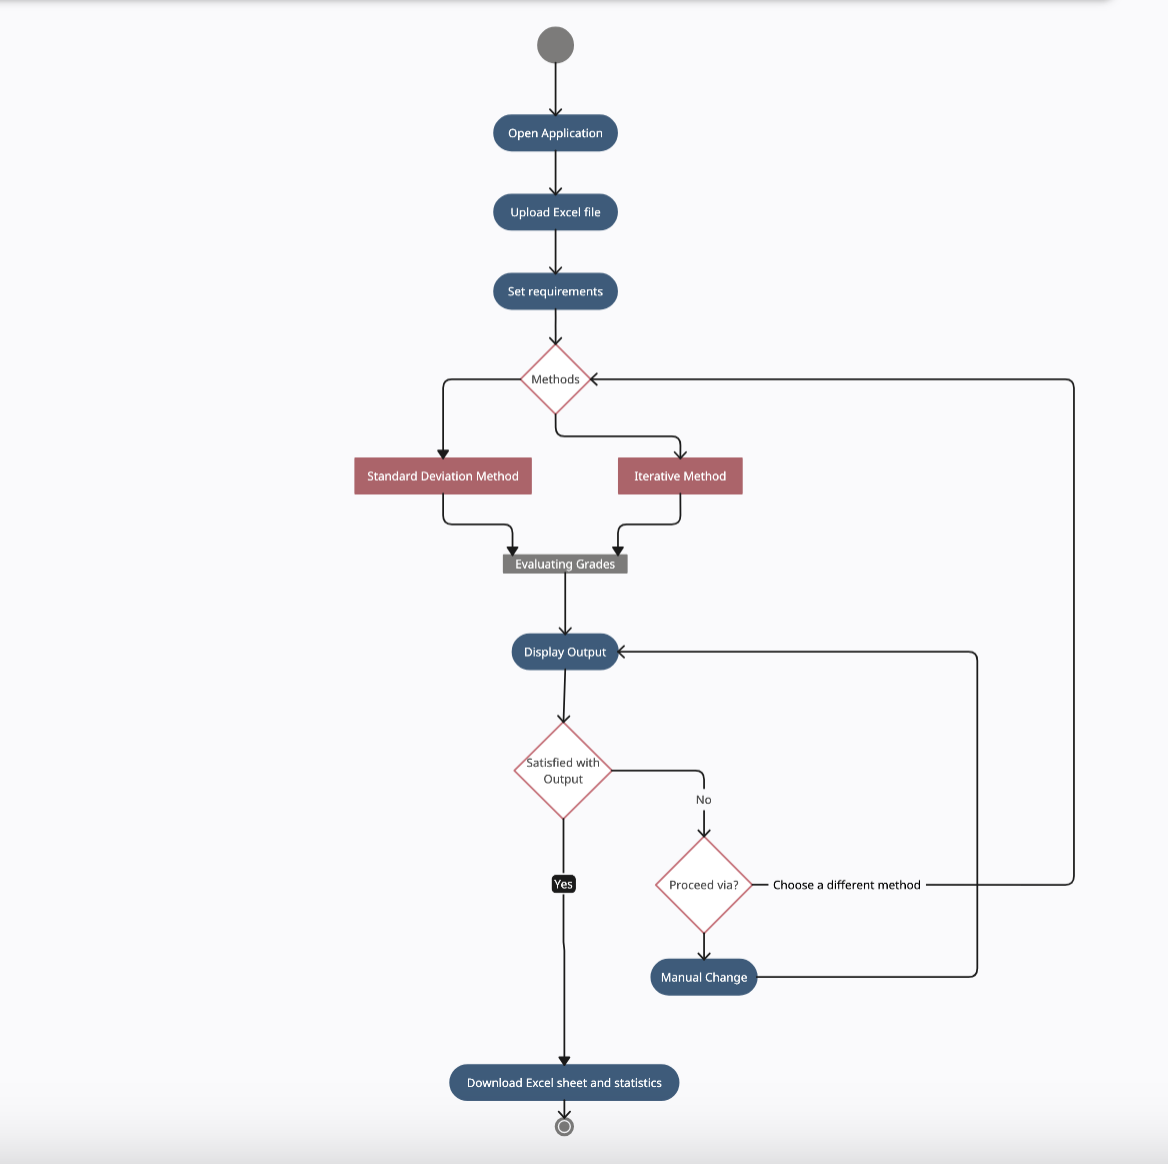 Open Application
Upload Excel file
Set requirements
Methods
Standard Deviation Method
Iterative Method
Evaluating Grades
Display Output
Satisfied with
Output
No
Yes
Proceed via?
Choose a different method
Manual Change
Download Excel sheet and statistics